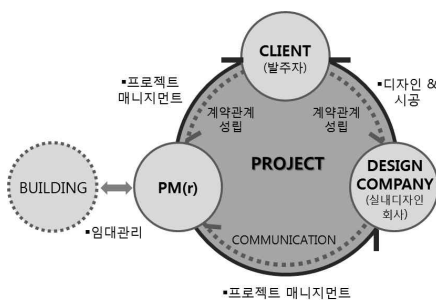 CLIENT
(발주자)
▪프로젝트
매니지먼트
▪디자인 &
시공
계약관계
성립
계약관계
성립
PROJECT
BUILDING
PM(r)
DESIGN
COMPANY
(실내디자인
회사)
▪임대관리
COMMUNICATION
▪프로젝트 매니지먼트